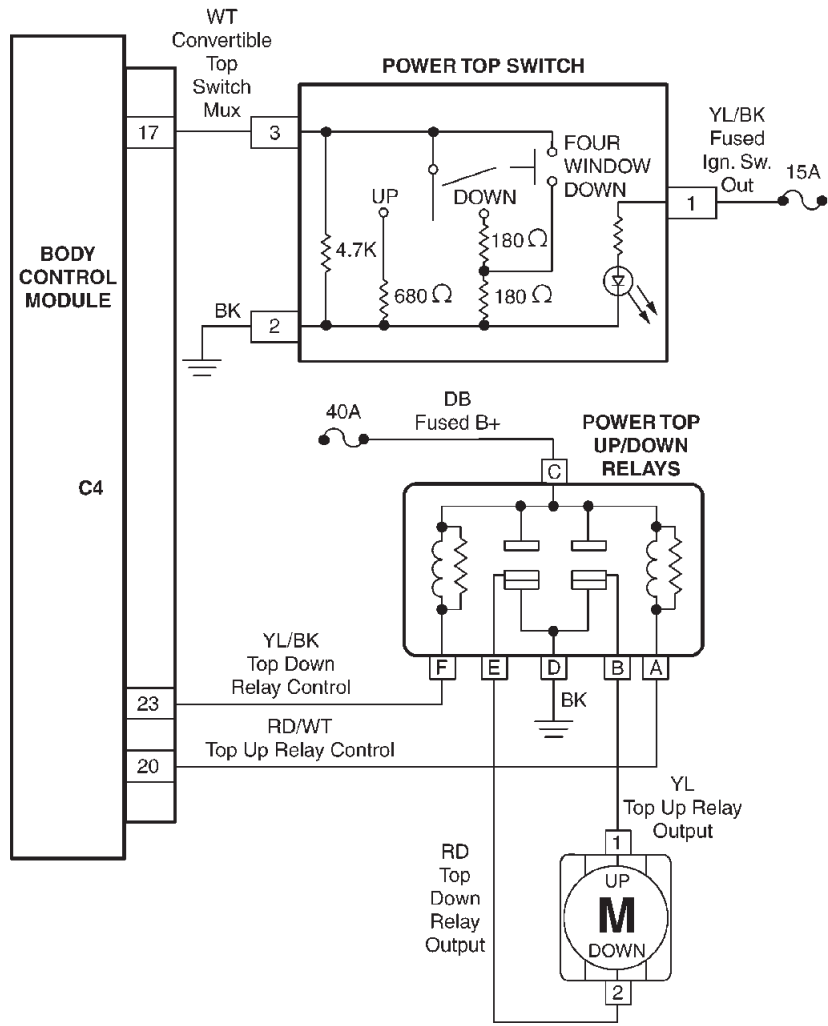 WT
Convertible
Top
Switch
Mux
POWER TOP SWITCH
YL/BK
Fused
Ign. Sw.
Out
15A
17
3
FOUR
WINDOW
DOWN
UP
DOWN
1
4.7K
180 Ω
680 Ω
180 Ω
BODY
CONTROL
MODULE
BK
2
40A
DB
Fused B+
POWER TOP
UP/DOWN
RELAYS
C
C4
YL/BK
Top Down
Relay Control
F
E
D
B
A
23
BK
RD/WT
Top Up Relay Control
20
YL
Top Up Relay
Output
1
RD
Top
Down
Relay
Output
UP
M
DOWN
2